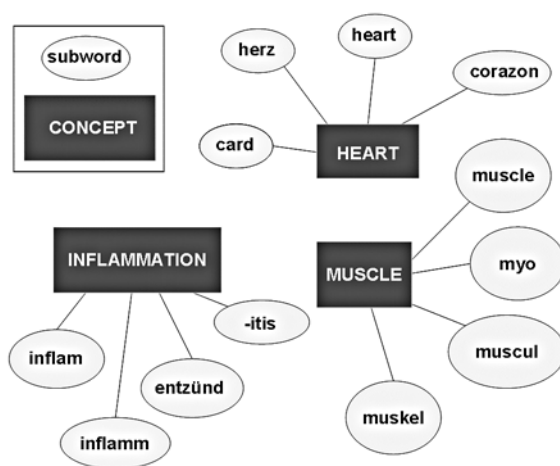 subword
CONCEPT
herz
heart
corazon
card
HEART
muscle
INFLAMMATION
MUSCLE
myo
-itis
inflam
entzünd
muscul
inflamm
muskel